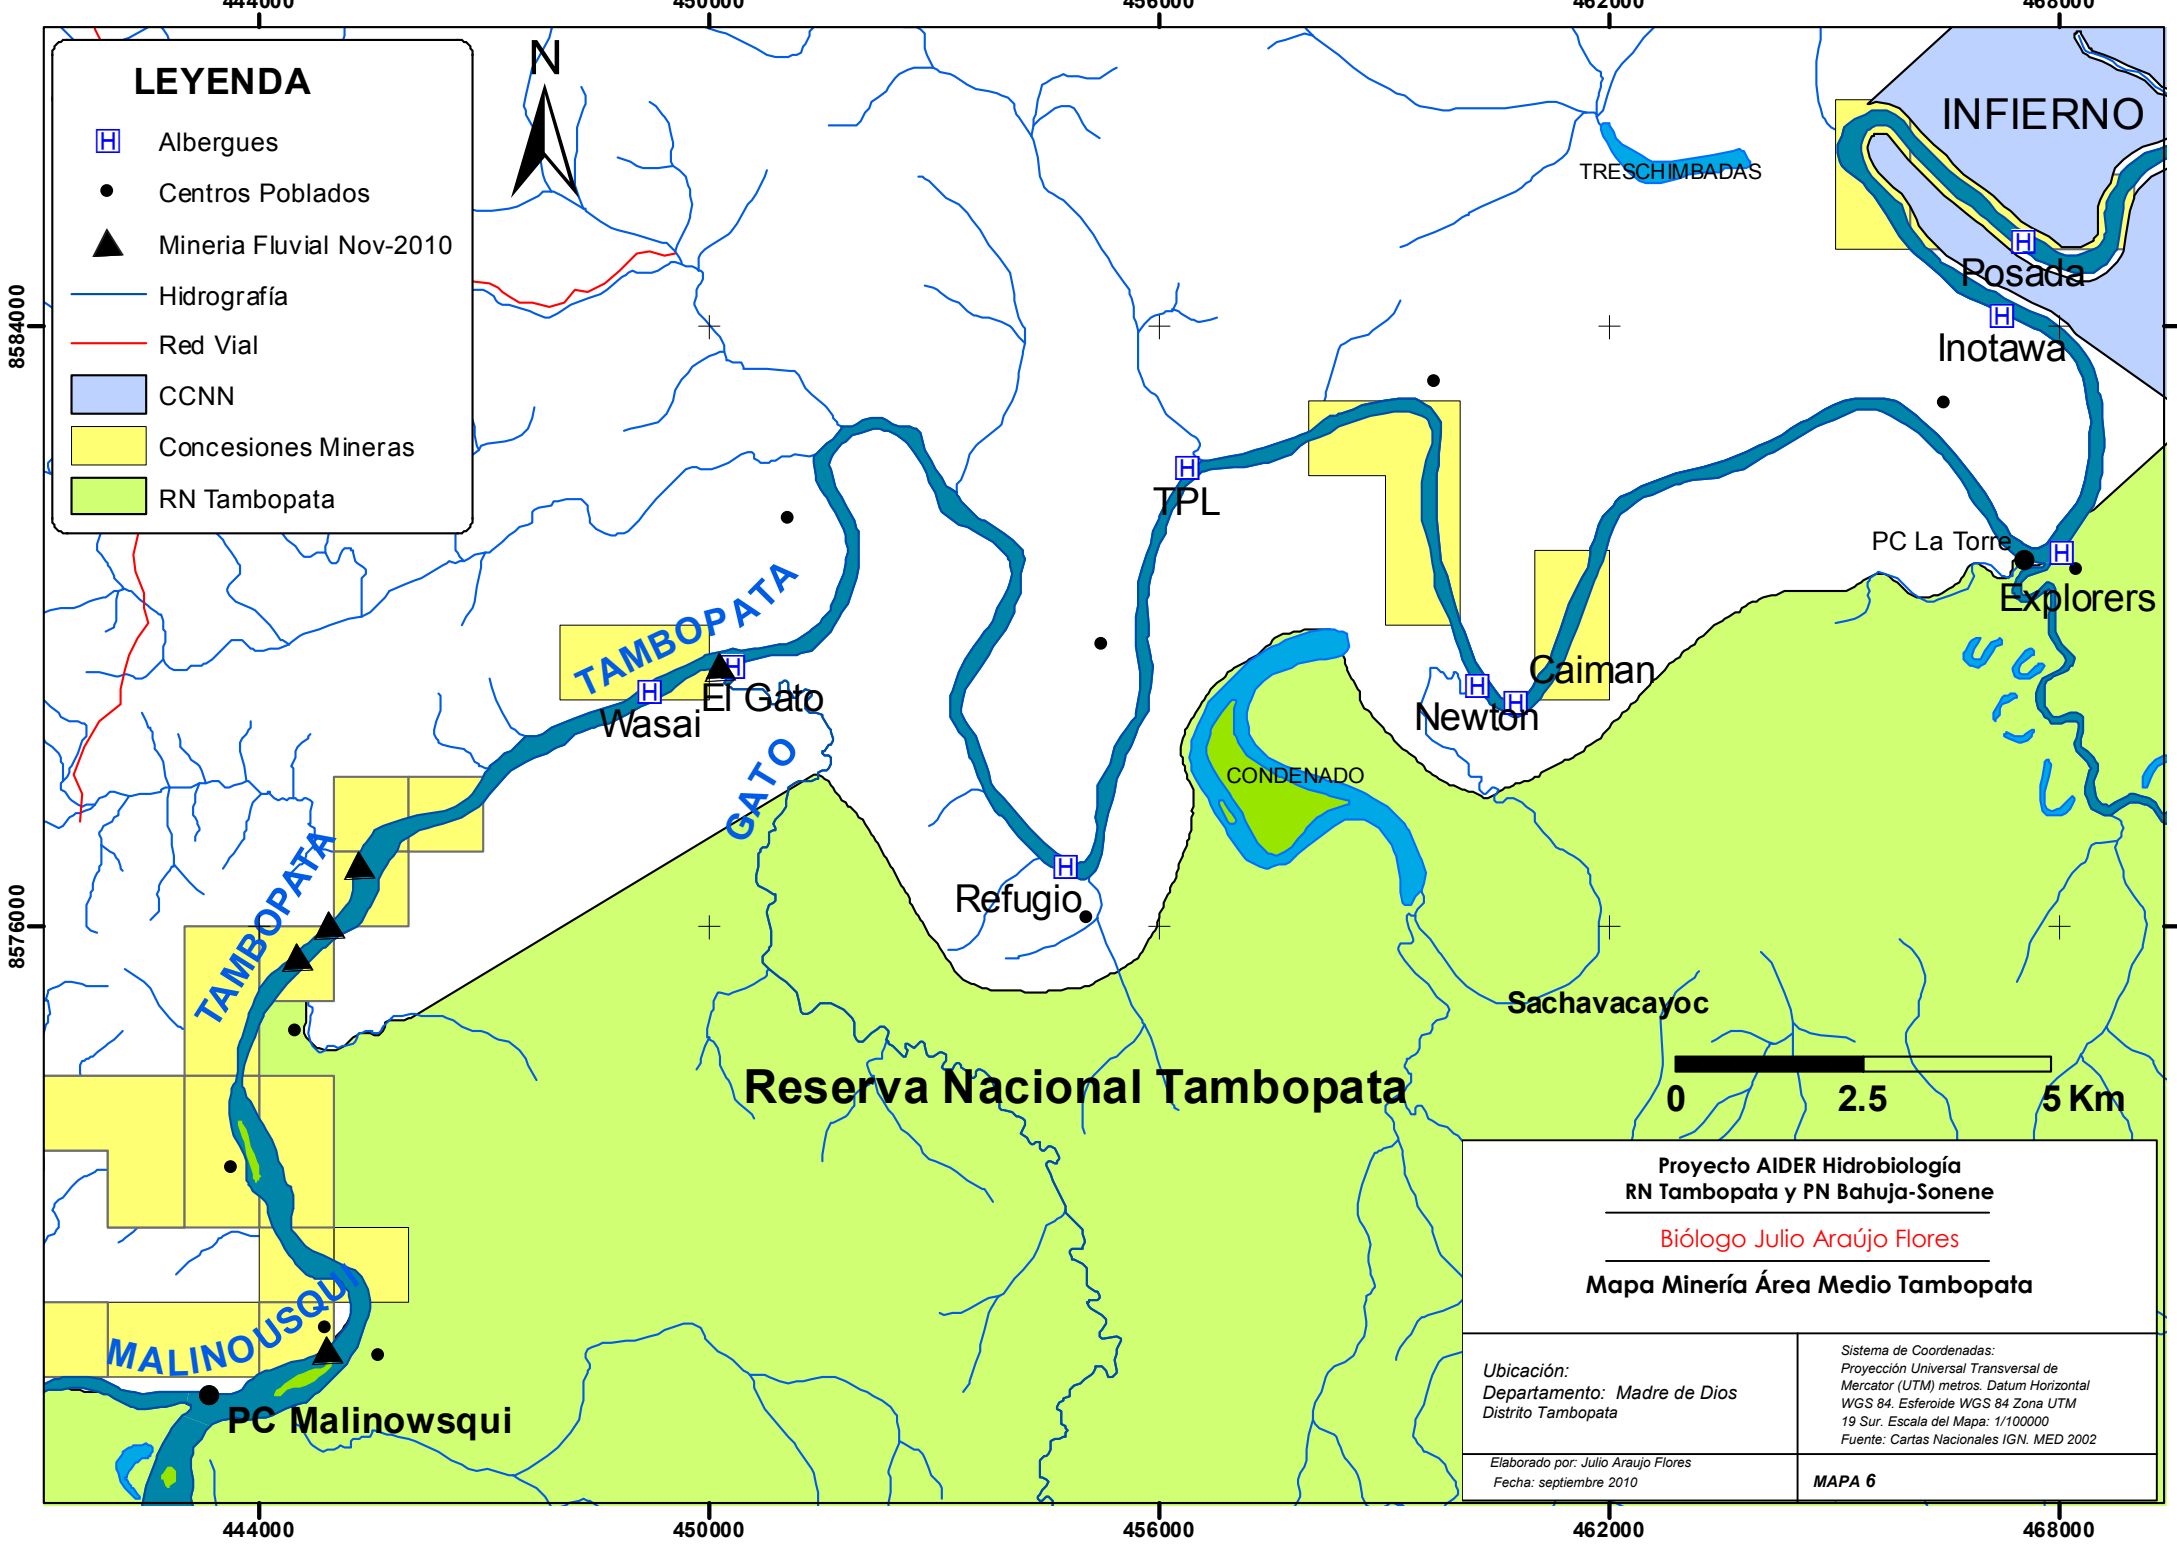 444000
450000
456000
462000
468000
LEYENDA
H Albergues
Centros Poblados
Mineria Fluvial Nov-2010
Hidrografía
Red Vial
CCNN
Concesiones Mineras
RN Tambopata
N
INFIERNO
TRESCHIMBADAS
H
Posada
H
Inotawa
8584000
8584000
H
TPL
PC La Torre
H
Explorers
TAMBOPATA
H
El Gato
H
Wasai
H
Caiman
H
Newton
GATO
CONDENADO
TAMBOPATA
H
Refugio
8576000
Sachavacayoc
Reserva Nacional Tambopata
0 2.5 5 Km
MALINOUSQUI
PC Malinowsqui
Proyecto AIDER Hidrobiología
RN Tambopata y PN Bahuja-Sonene
Biólogo Julio Araújo Flores
Mapa Minería Área Medio Tambopata
Ubicación:
Departamento: Madre de Dios
Distrito Tambopata
Sistema de Coordenadas:
Proyección Universal Transversal de
Mercator (UTM) metros. Datum Horizontal
WGS 84. Esferoide WGS 84 Zona UTM
19 Sur. Escala del Mapa: 1/100000
Fuente: Cartas Nacionales IGN. MED 2002
Elaborado por: Julio Araujo Flores
Fecha: septiembre 2010
MAPA 6
444000
450000
456000
462000
468000